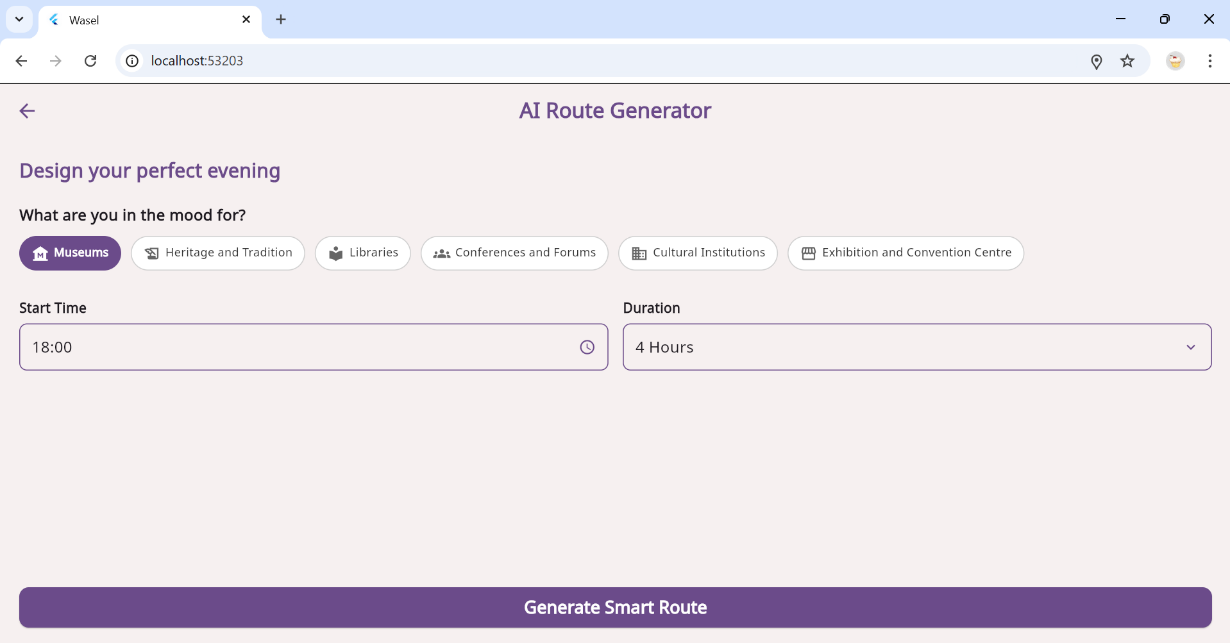 Wasel
localhost:53203
AI Route Generator
Design your perfect evening
What are you in the mood for?
Museums Heritage and Tradition Libraries Conferences and Forums Cultural Institutions Exhibition and Convention Centre
Start Time Duration
18:00 4 Hours
Generate Smart Route